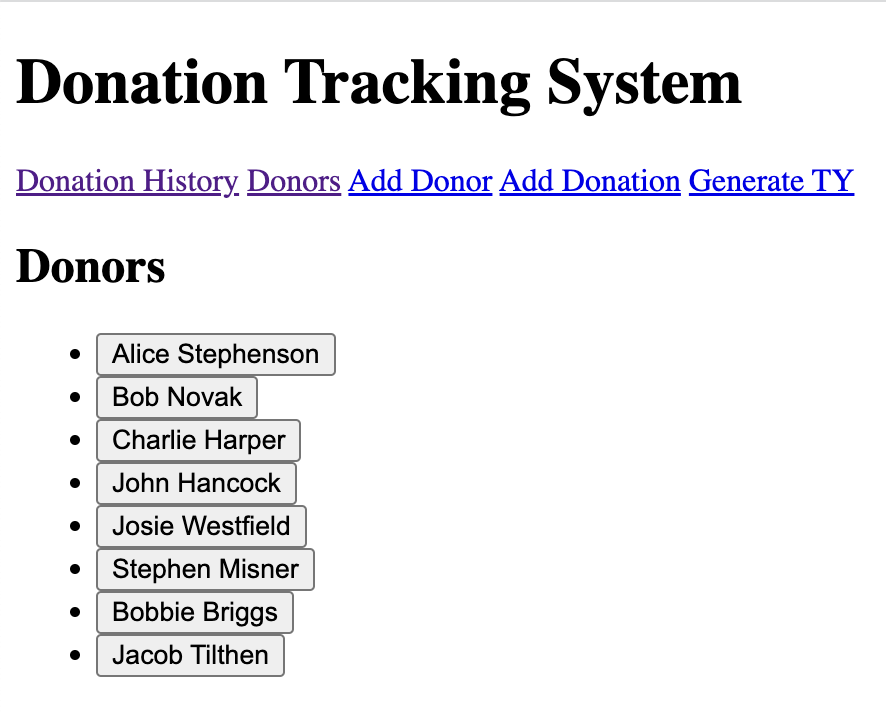 Donation Tracking System
Donation History Donors Add Donor Add Donation Generate TY
Donors
Alice Stephenson
Bob Novak
Charlie Harper
John Hancock
Josie Westfield
Stephen Misner
Bobbie Briggs
Jacob Tilthen